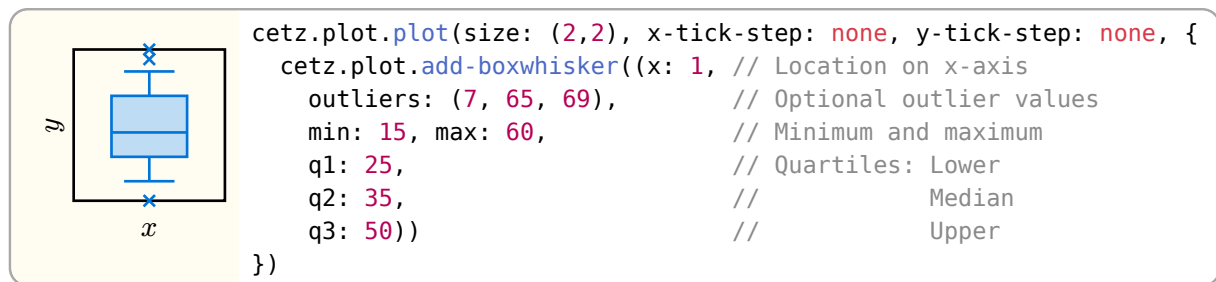 y
x
cetz.plot.plot(size: (2,2), x-tick-step: none, y-tick-step: none, {
  cetz.plot.add-boxwhisker((x: 1, // Location on x-axis
    outliers: (7, 65, 69),        // Optional outlier values
    min: 15, max: 60,             // Minimum and maximum
    q1: 25,                       // Quartiles: Lower
    q2: 35,                       //            Median
    q3: 50))                      //            Upper
})